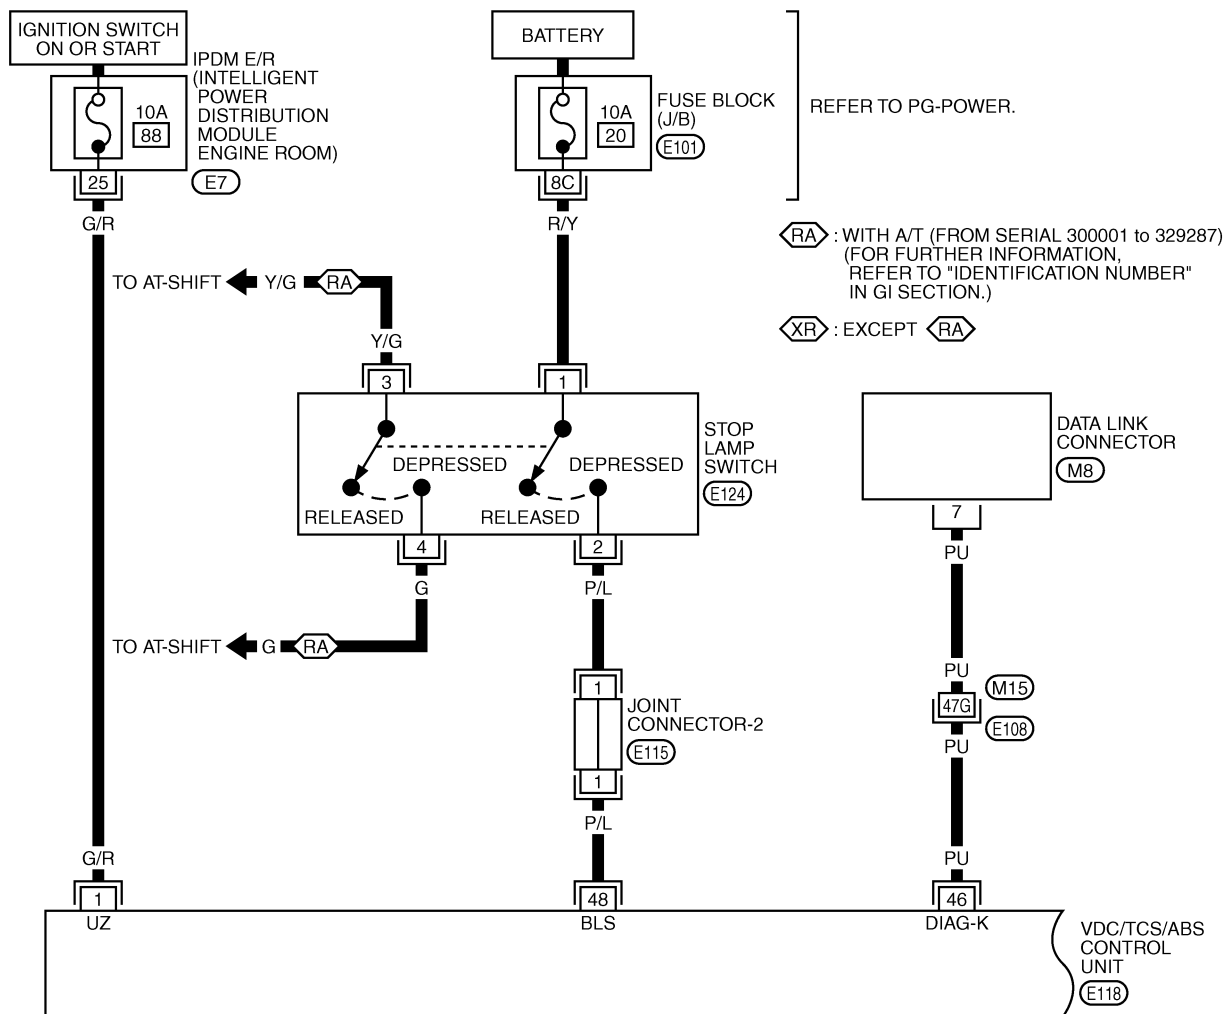 IGNITION SWITCH
ON OR START
IPDM E/R
(INTELLIGENT
POWER
DISTRIBUTION
MODULE
ENGINE ROOM)
E7
10A
88
25
G/R
BATTERY
10A
20
FUSE BLOCK
(J/B)
E101
8C
R/Y
REFER TO PG-POWER.
RA : WITH A/T (FROM SERIAL 300001 to 329287)
(FOR FURTHER INFORMATION,
REFER TO "IDENTIFICATION NUMBER"
IN GI SECTION.)
XR : EXCEPT RA
TO AT-SHIFT Y/G RA
Y/G
3
1
STOP
LAMP
SWITCH
E124
DEPRESSED
DEPRESSED
RELEASED
RELEASED
4
2
G
P/L
TO AT-SHIFT G RA
1
JOINT
CONNECTOR-2
E115
1
P/L
DATA LINK
CONNECTOR
M8
7
PU
PU
M15
47G
E108
PU
G/R
PU
1
48
46
UZ
BLS
DIAG-K
VDC/TCS/ABS
CONTROL
UNIT
E118